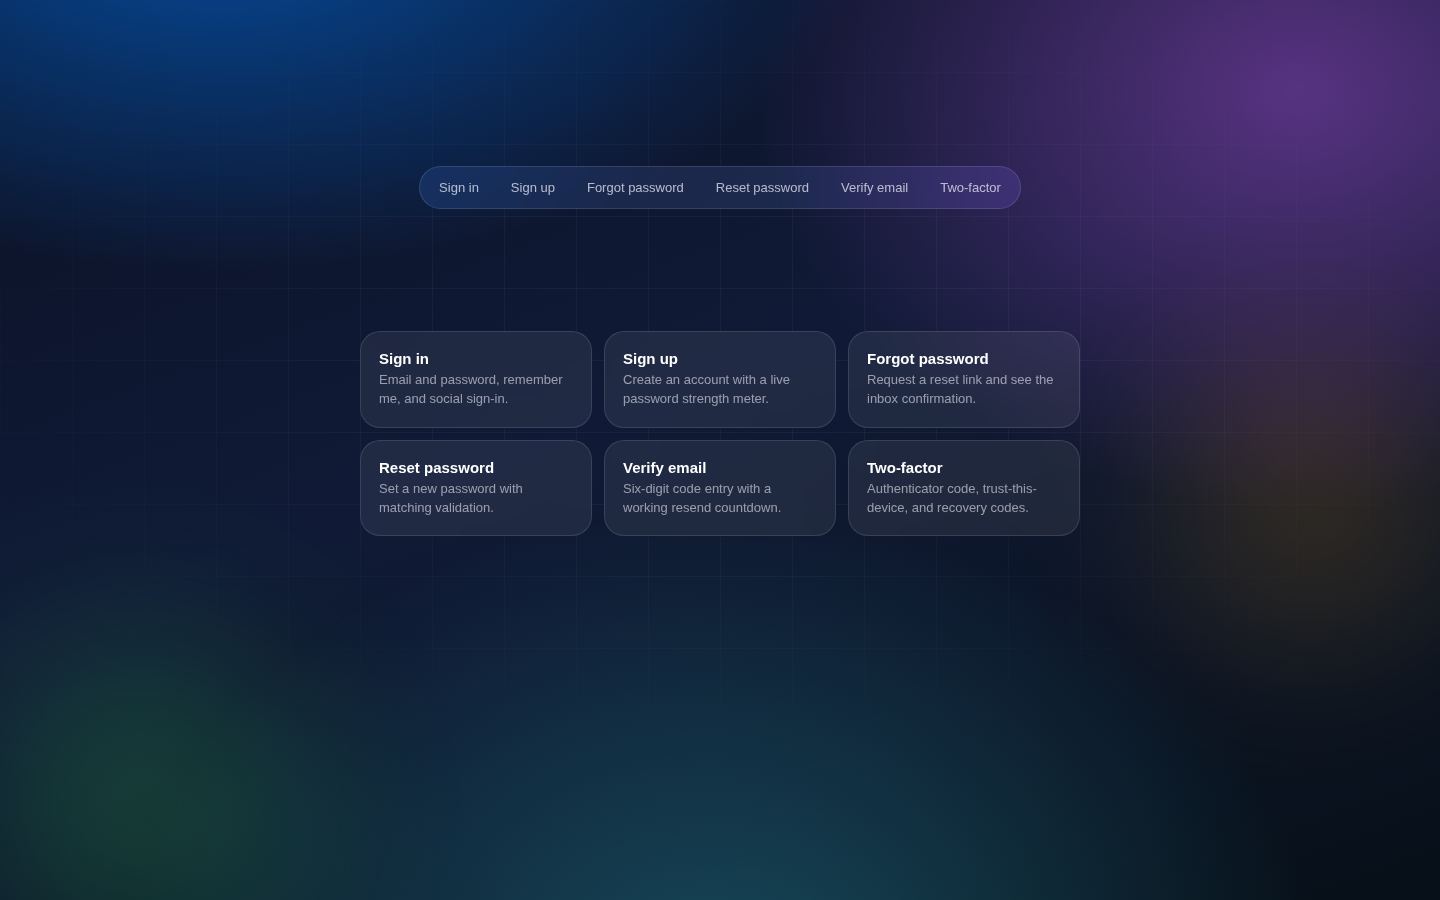 Sign in Sign up Forgot password Reset password Verify email Two-factor
Sign in
Email and password, remember
me, and social sign-in.
Sign up
Create an account with a live
password strength meter.
Forgot password
Request a reset link and see the
inbox confirmation.
Reset password
Set a new password with
matching validation.
Verify email
Six-digit code entry with a
working resend countdown.
Two-factor
Authenticator code, trust-this-
device, and recovery codes.